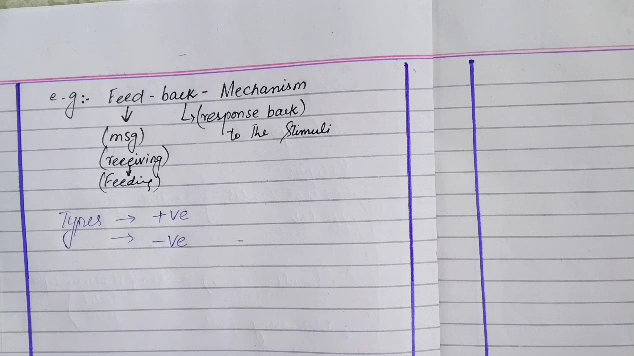 e-g:- Feed-back-Mechanism
↓ ↳(response back)
(msg) to the Stimuli
(receiving)
(Feeding)
Types → +ve
→ -ve